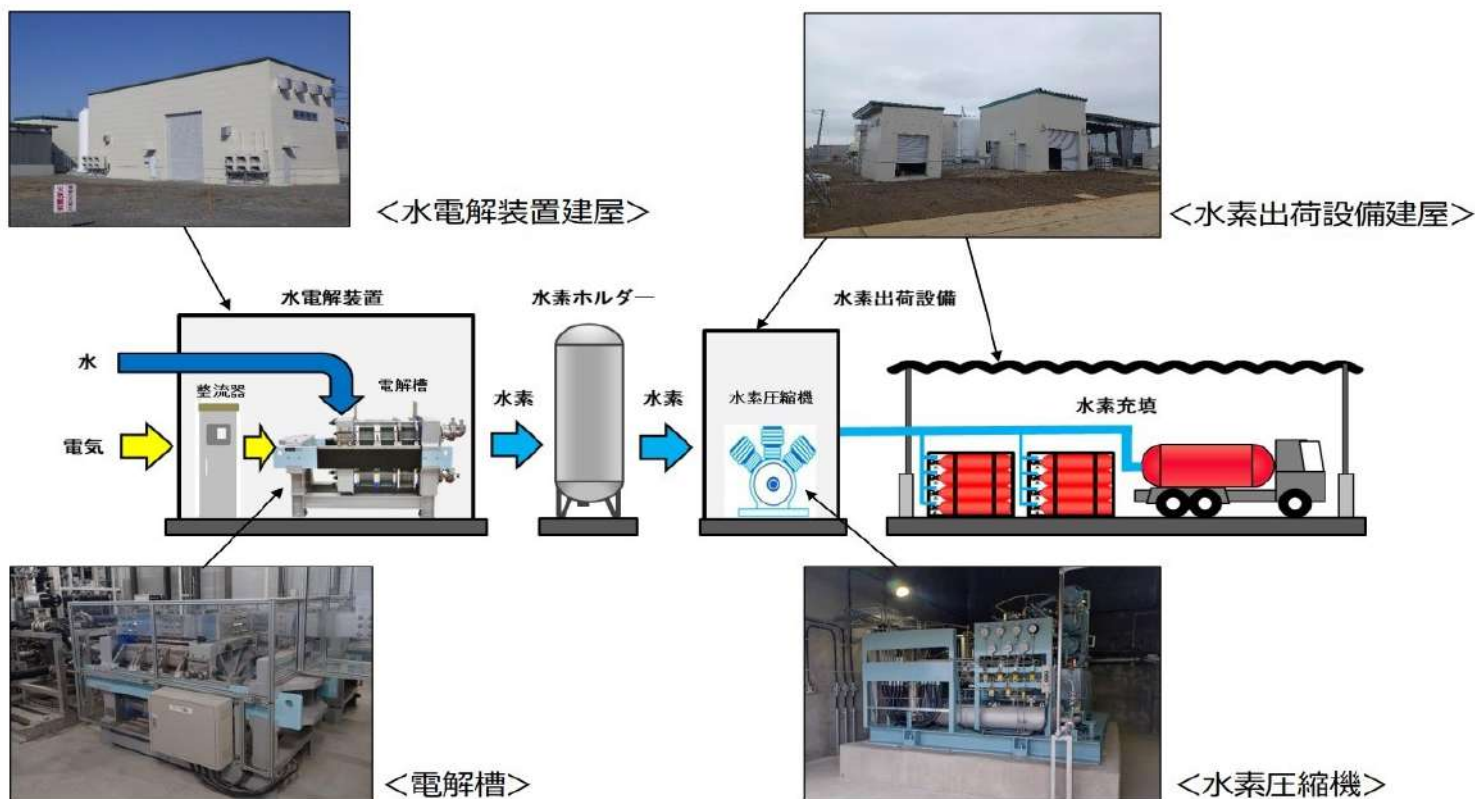 <水電解装置建屋>
<水素出荷設備建屋>
水電解装置
水素ホルダー
水素出荷設備
水
整流器
電解槽
水素
水素
水素圧縮機
水素充填
電気
<電解槽>
<水素圧縮機>